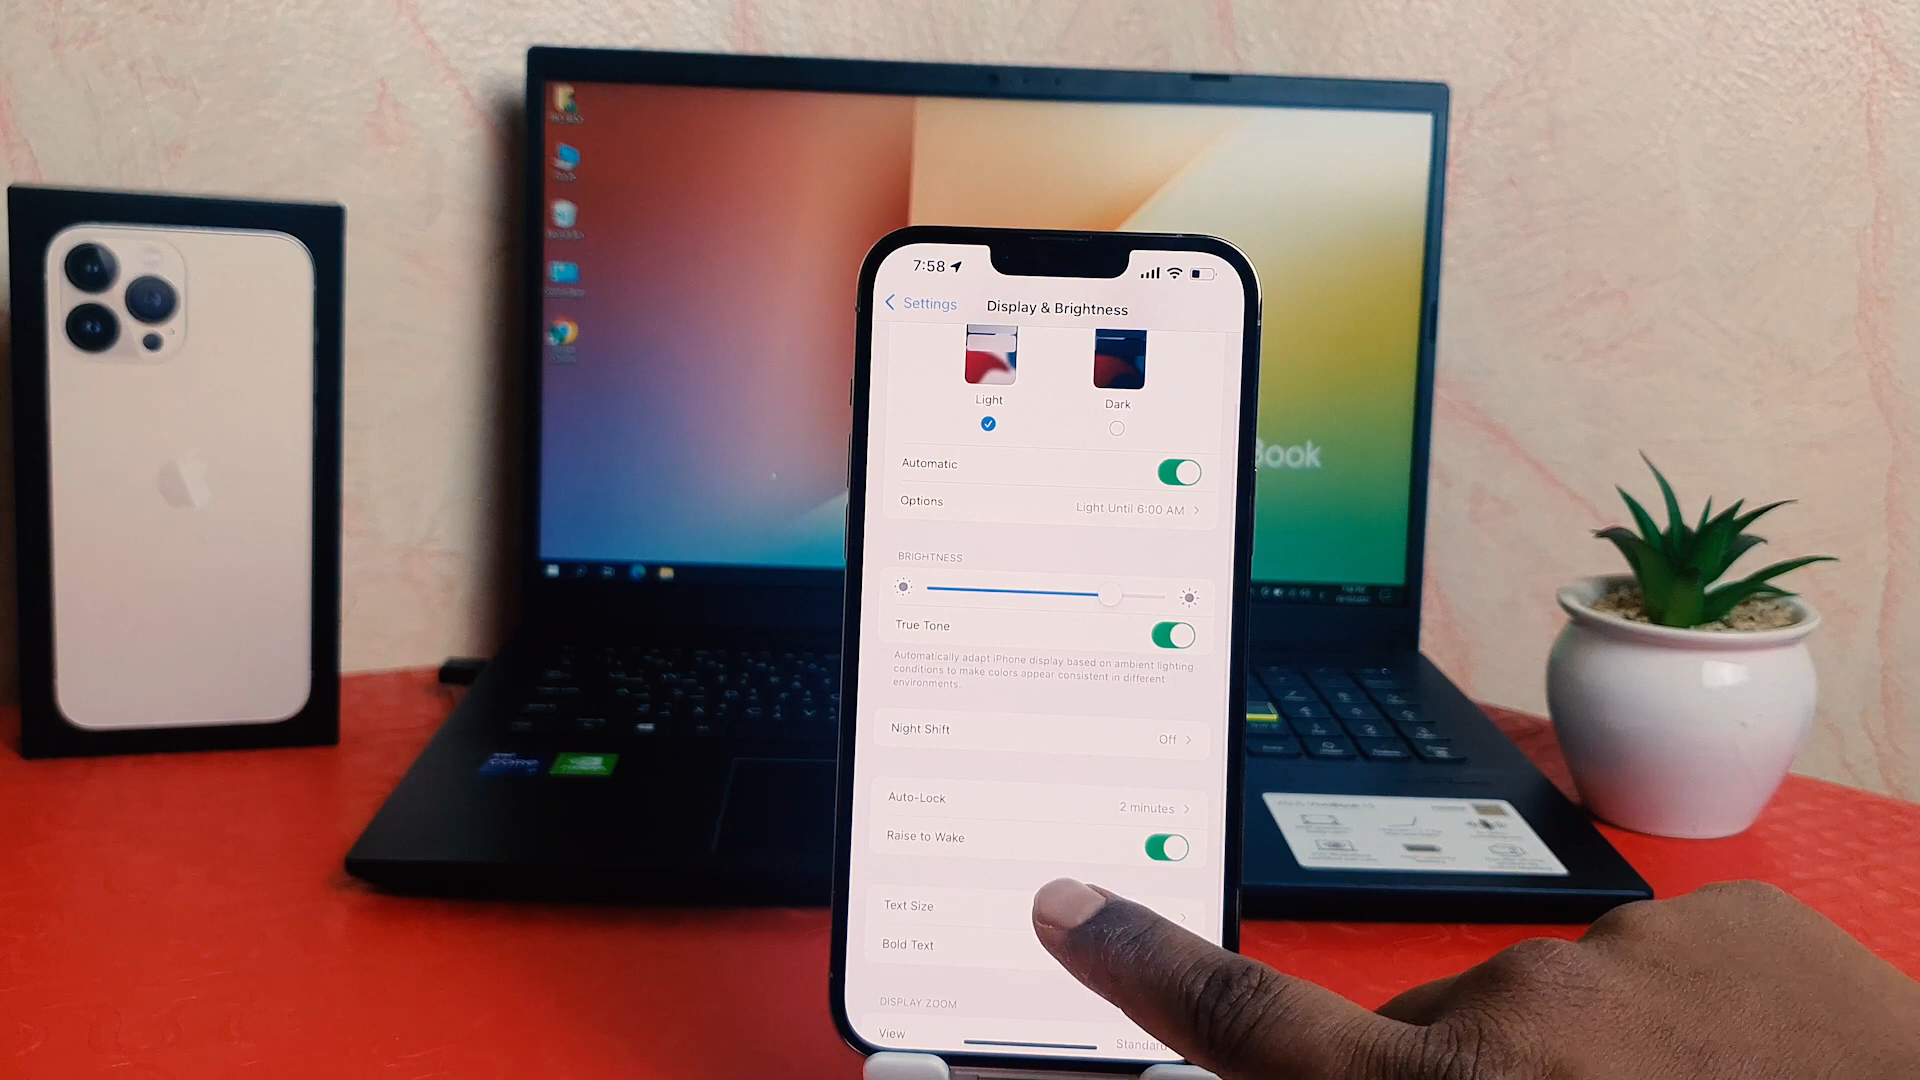 7:58
Settings
Display & Brightness
Light
Dark
Automatic
Options
Light Until 6:00 AM
BRIGHTNESS
True Tone
Automatically adapt iPhone display based on ambient lighting
conditions to make colors appear consistent in different
environments.
Night Shift
Off
Auto-Lock
2 minutes
Raise to Wake
Text Size
Bold Text
DISPLAY ZOOM
View
Standard
Book
CORE